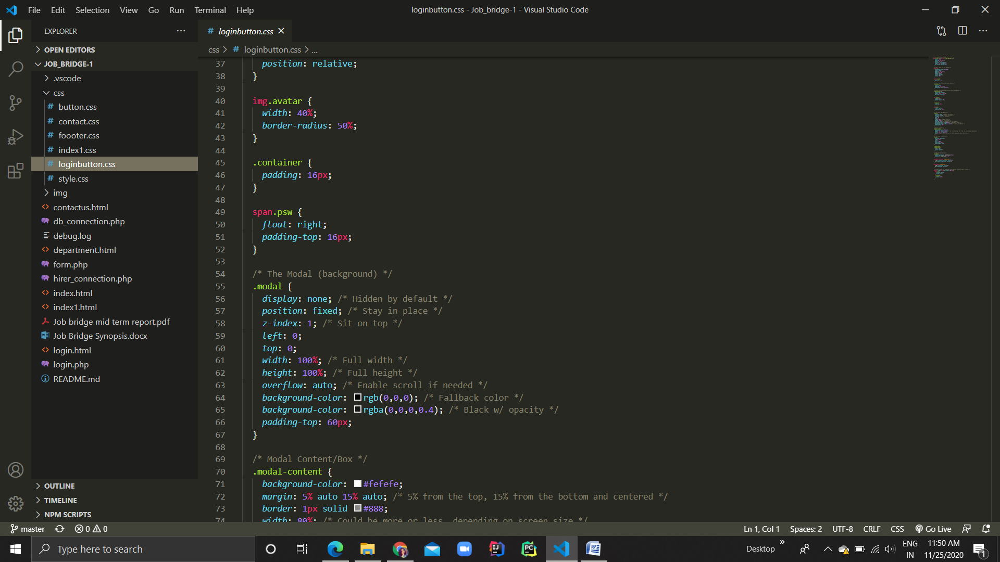 File Edit Selection View Go Run Terminal Help
loginbutton.css - Job_bridge-1 - Visual Studio Code
EXPLORER
OPEN EDITORS
JOB_BRIDGE-1
.vscode
css
# button.css
# contact.css
# foooter.css
# index1.css
# loginbutton.css
# style.css
img
contactus.html
db_connection.php
debug.log
department.html
form.php
hirer_connection.php
index.html
index1.html
Job bridge mid term report.pdf
Job Bridge Synopsis.docx
login.html
login.php
README.md
OUTLINE
TIMELINE
NPM SCRIPTS
# loginbutton.css
css > # loginbutton.css > ...
37 position: relative;
38 }
39
40 img.avatar {
41 width: 40%;
42 border-radius: 50%;
43 }
44
45 .container {
46 padding: 16px;
47 }
48
49 span.psw {
50 float: right;
51 padding-top: 16px;
52 }
53
54 /* The Modal (background) */
55 .modal {
56 display: none; /* Hidden by default */
57 position: fixed; /* Stay in place */
58 z-index: 1; /* Sit on top */
59 left: 0;
60 top: 0;
61 width: 100%; /* Full width */
62 height: 100%; /* Full height */
63 overflow: auto; /* Enable scroll if needed */
64 background-color: rgb(0,0,0); /* Fallback color */
65 background-color: rgba(0,0,0,0.4); /* Black w/ opacity */
66 padding-top: 60px;
67 }
68
69 /* Modal Content/Box */
70 .modal-content {
71 background-color: #fefefe;
72 margin: 5% auto 15% auto; /* 5% from the top, 15% from the bottom and centered */
73 border: 1px solid #888;
74 width: 80%; /* Could be more or less, depending on screen size */
master 0 0
Ln 1, Col 1 Spaces: 2 UTF-8 CRLF CSS Go Live
Type here to search
Desktop
ENG
IN
11:50 AM
11/25/2020
1